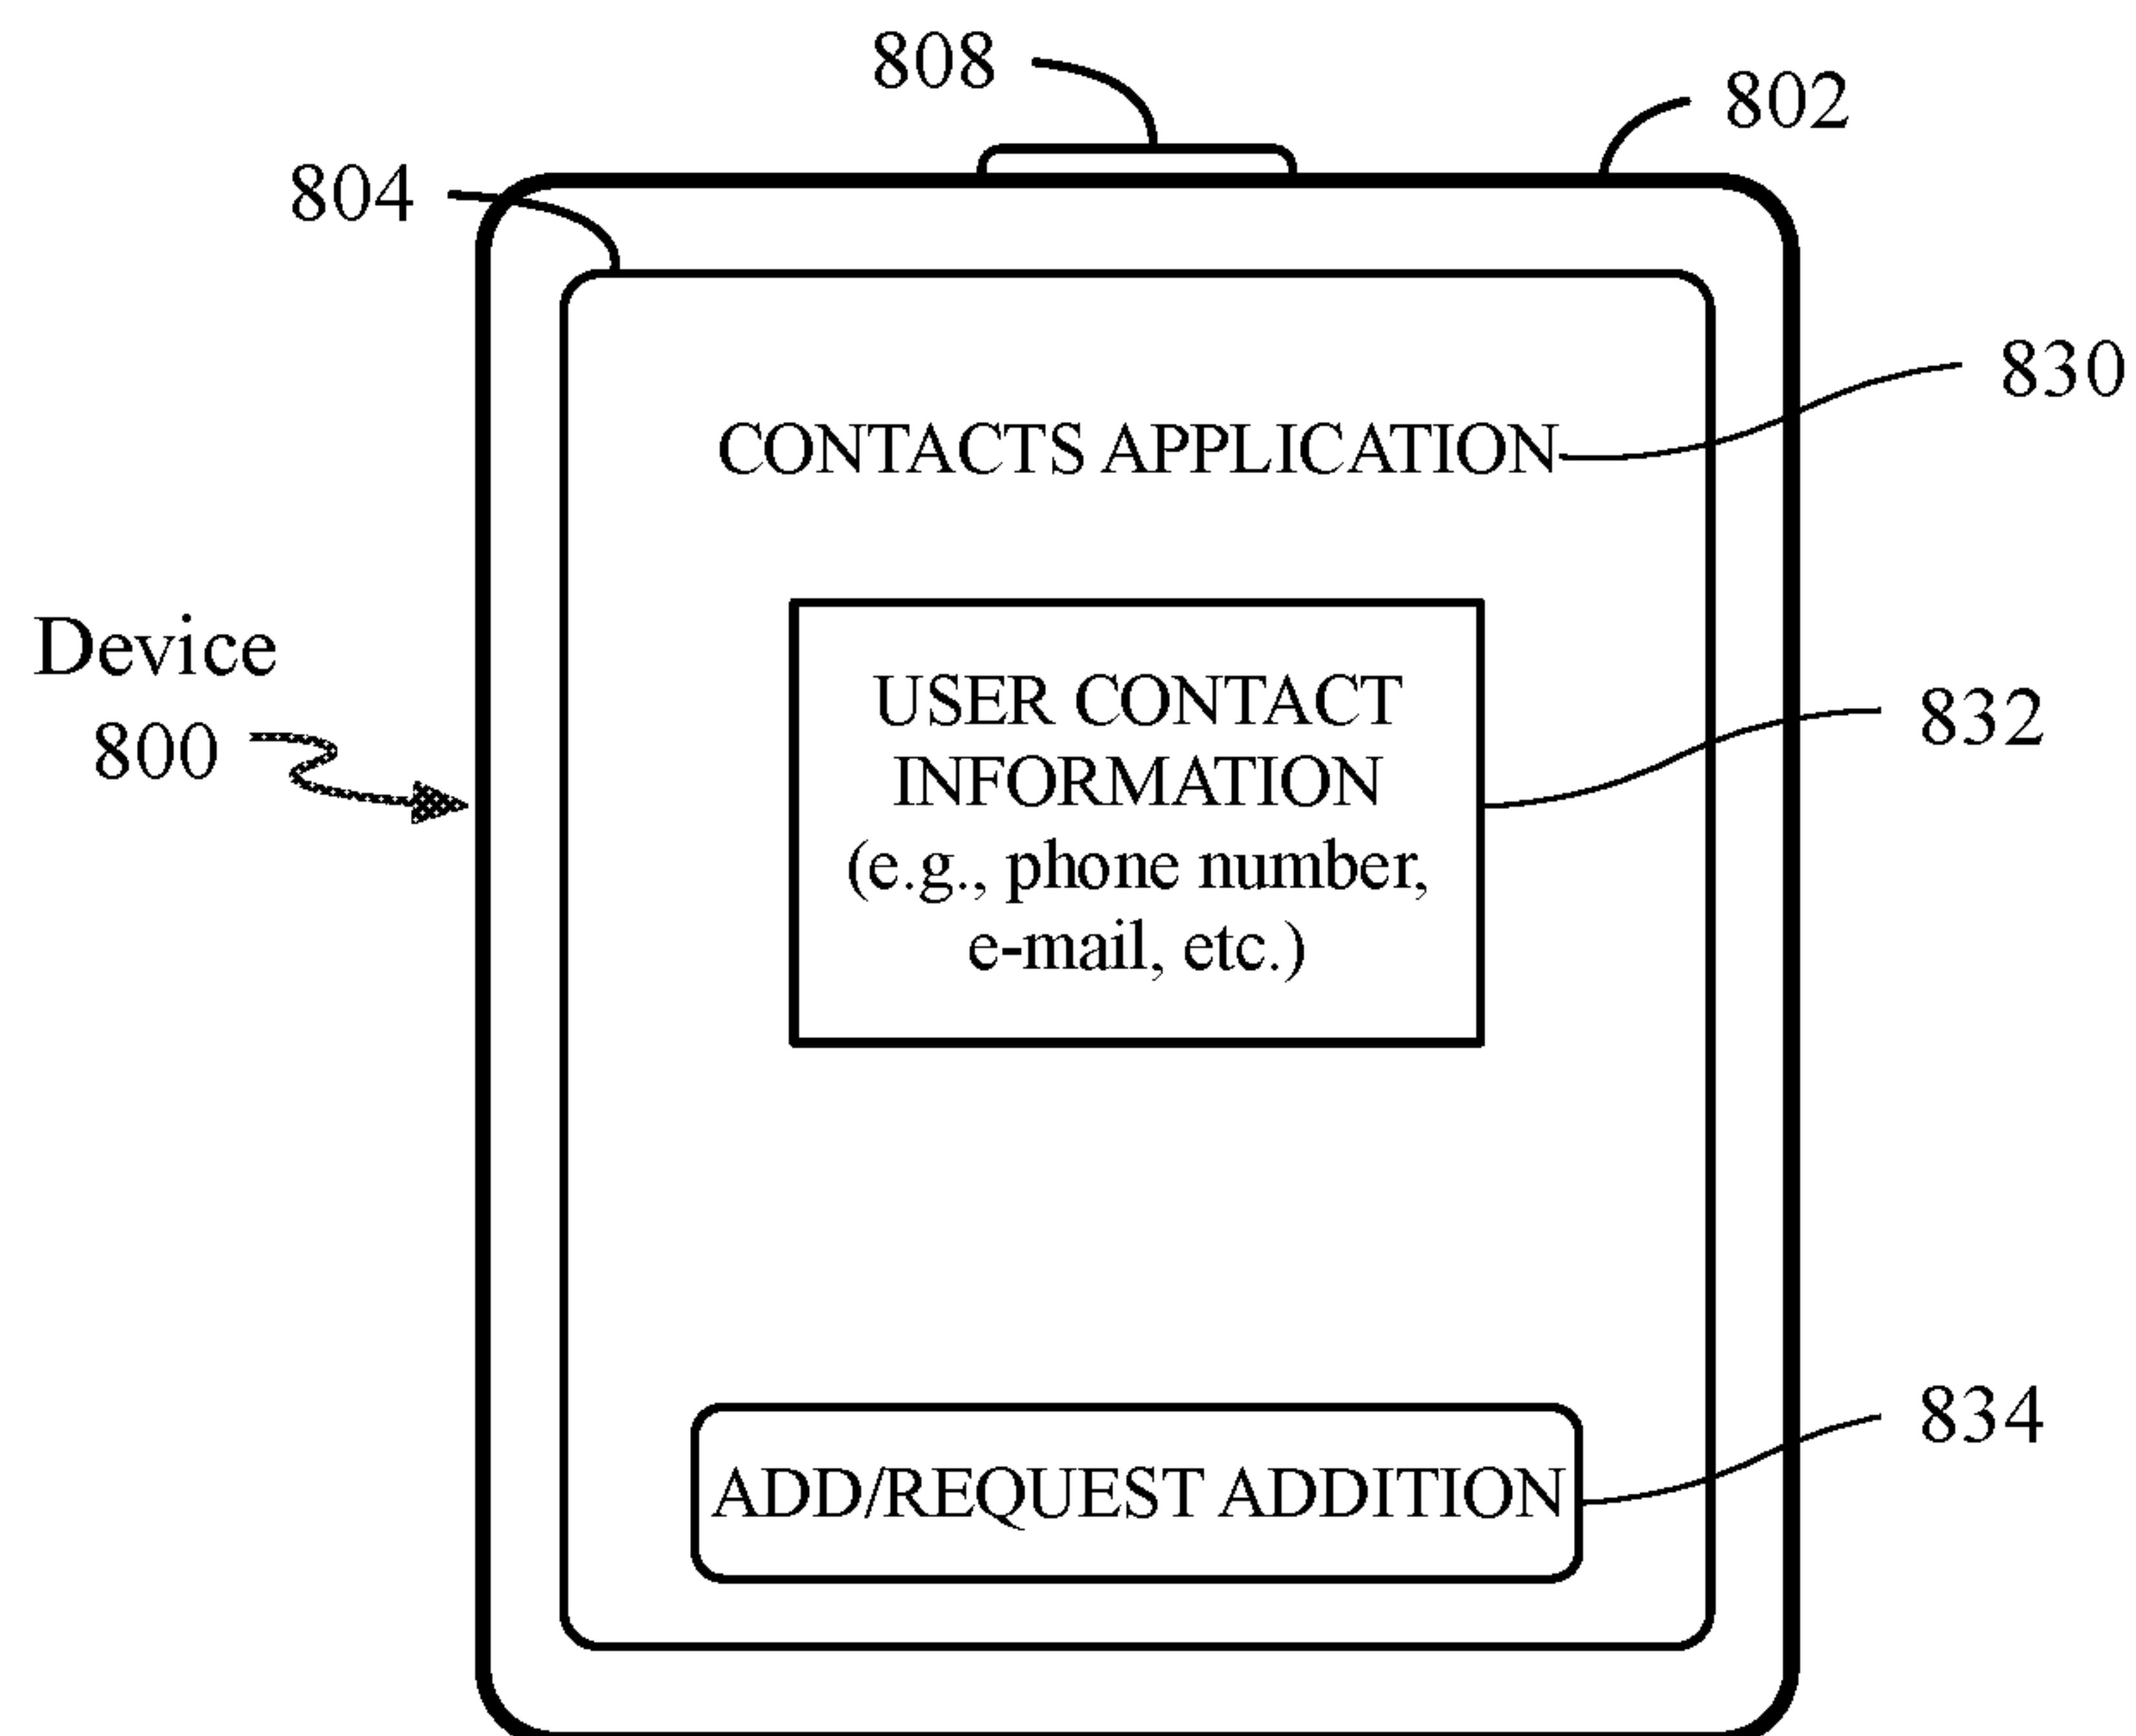 808
802
804
830
CONTACTS APPLICATION
Device
800
USER CONTACT
INFORMATION
(e.g., phone number,
e-mail, etc.)
832
834
ADD/REQUEST ADDITION